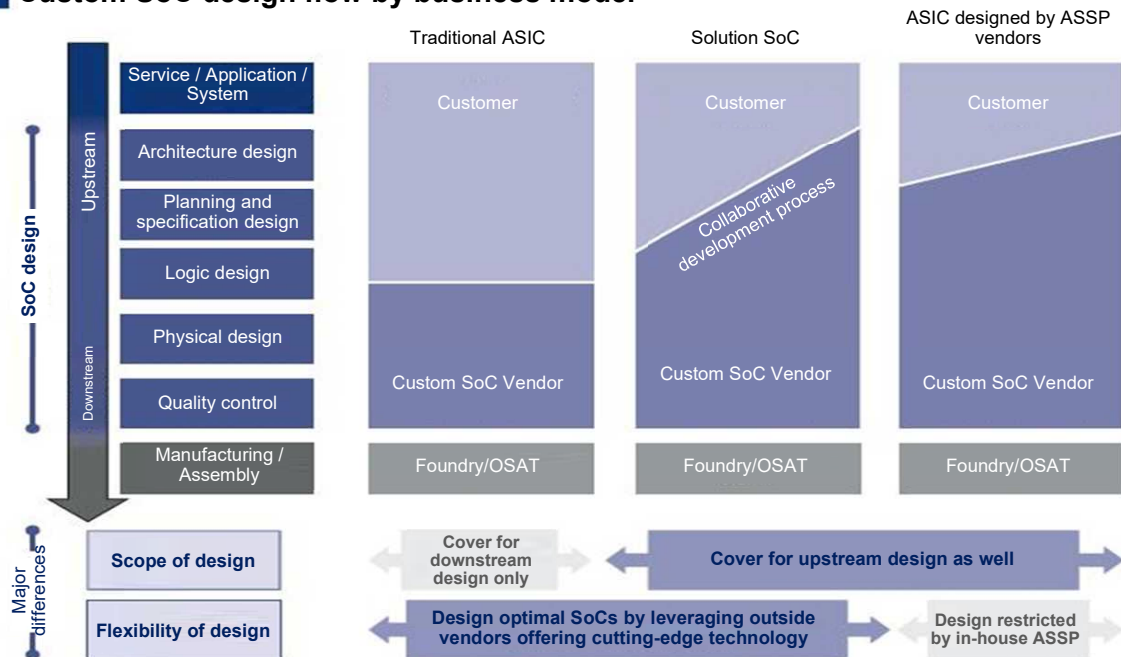 Custom SoC design flow by business model
Traditional ASIC
Solution SoC
ASIC designed by ASSP
vendors
Upstream
Downstream
SoC design
Service / Application /
System
Architecture design
Planning and
specification design
Logic design
Physical design
Quality control
Manufacturing /
Assembly
Customer
Custom SoC Vendor
Foundry/OSAT
Customer
Collaborative
development process
Custom SoC Vendor
Foundry/OSAT
Customer
Custom SoC Vendor
Foundry/OSAT
Major
differences
Scope of design
Cover for
downstream
design only
Cover for upstream design as well
Flexibility of design
Design optimal SoCs by leveraging outside
vendors offering cutting-edge technology
Design restricted
by in-house ASSP